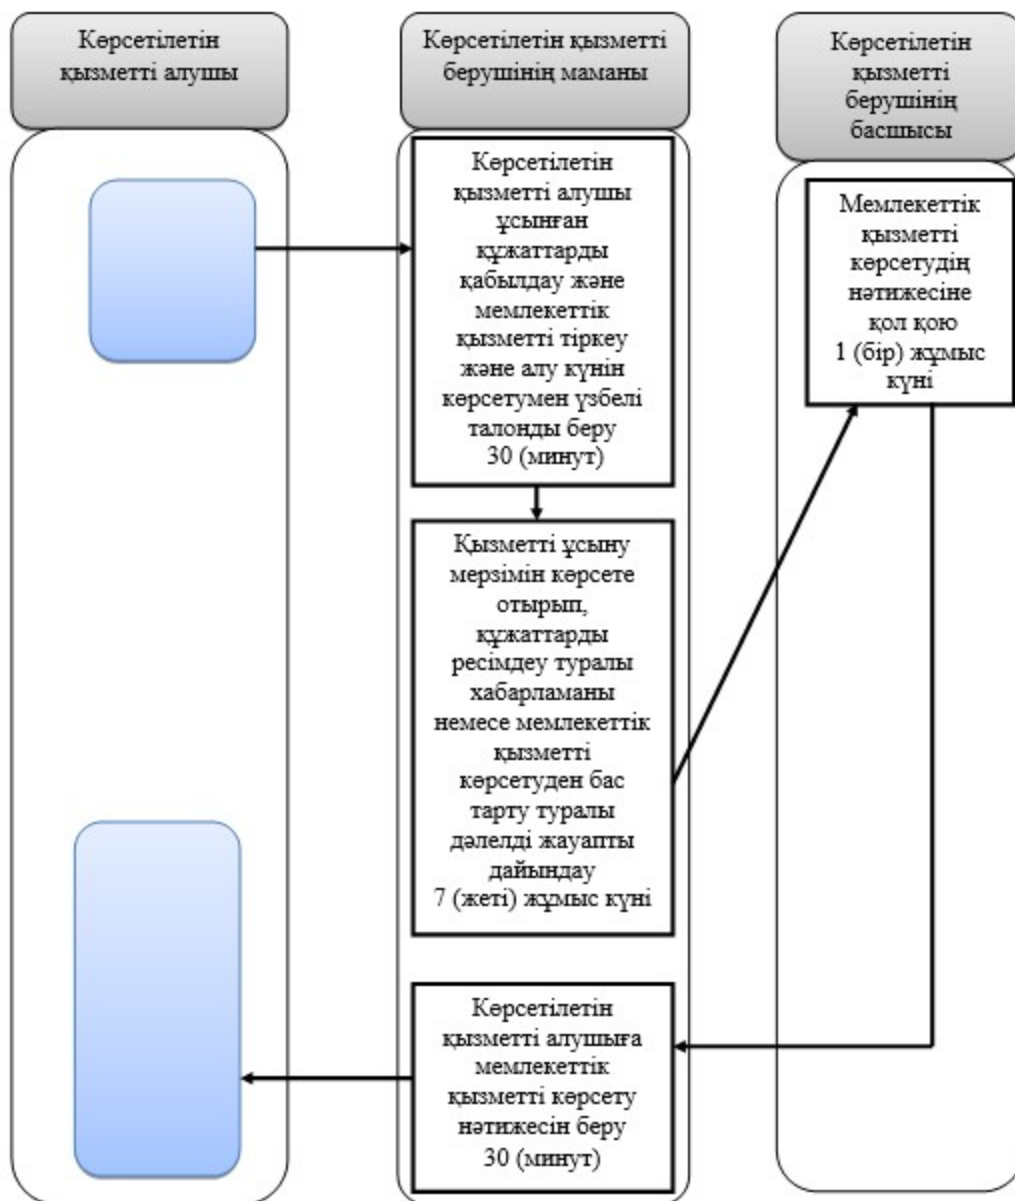 Көрсетілетін
қызметті алушы
Көрсетілетін қызметті
берушінің маманы
Көрсетілетін
қызметті
берушінің
басшысы
Көрсетілетін
қызметті алушы
ұсынған
құжаттарды
қабылдау және
мемлекеттік
қызметті тіркеу
және алу күнін
көрсетумен үзбелі
талонды беру
30 (минут)
Мемлекеттік
қызметті
көрсетудің
нәтижесіне
қол қою
1 (бір) жұмыс
күні
Қызметті ұсыну
мерзімін көрсете
отырып,
құжаттарды
ресімдеу туралы
хабарламаны
немесе мемлекеттік
қызметті
көрсетуден бас
тарту туралы
дәлелді жауапты
дайындау
7 (жеті) жұмыс күні
Көрсетілетін
қызметті алушыға
мемлекеттік
қызметті көрсету
нәтижесін беру
30 (минут)